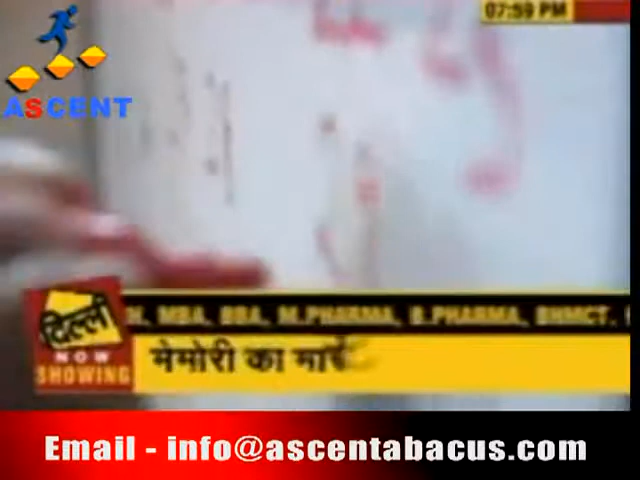 07:59 PM
ASCENT
MBA, BBA, M.PHARMA, B.PHARMA, BHMCT,
दिल्ली
NOW
SHOWING
मेमोरी का
Email - info@ascentabacus.com